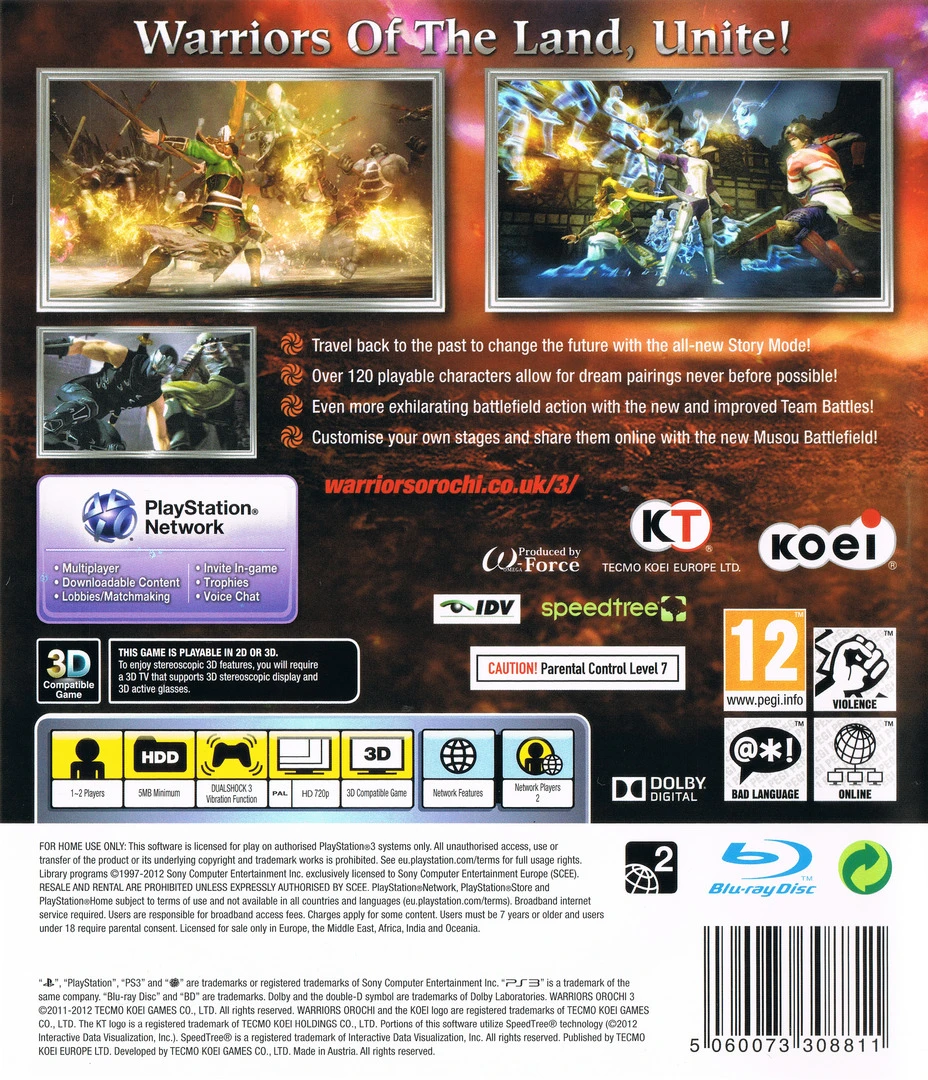 Warriors Of The Land, Unite!
Travel back to the past to change the future with the all-new Story Mode!
Over 120 playable characters allow for dream pairings never before possible!
Even more exhilarating battlefield action with the new and improved Team Battles!
Customise your own stages and share them online with the new Musou Battlefield!
warriorsorochi.co.uk/3/
PlayStation®
Network
• Multiplayer
• Downloadable Content
• Lobbies/Matchmaking
• Invite In-game
• Trophies
• Voice Chat
Produced by
ω-Force
OMEGA
KT®
TECMO KOEI EUROPE LTD.
KOEI®
IDV
speedtree
3D
Compatible
Game
THIS GAME IS PLAYABLE IN 2D OR 3D.
To enjoy stereoscopic 3D features, you will require
a 3D TV that supports 3D stereoscopic display and
3D active glasses.
CAUTION! Parental Control Level 7
12™
www.pegi.info
™
VIOLENCE
™
@*!
BAD LANGUAGE
™
ONLINE
1~2 Players
HDD
5MB Minimum
DUALSHOCK 3
Vibration Function
PAL
HD 720p
3D
3D Compatible Game
Network Features
Network Players
2
DOLBY
DIGITAL
FOR HOME USE ONLY: This software is licensed for play on authorised PlayStation®3 systems only. All unauthorised access, use or
transfer of the product or its underlying copyright and trademark works is prohibited. See eu.playstation.com/terms for full usage rights.
Library programs ©1997-2012 Sony Computer Entertainment Inc. exclusively licensed to Sony Computer Entertainment Europe (SCEE).
RESALE AND RENTAL ARE PROHIBITED UNLESS EXPRESSLY AUTHORISED BY SCEE. PlayStation®Network, PlayStation®Store and
PlayStation®Home subject to terms of use and not available in all countries and languages (eu.playstation.com/terms). Broadband internet
service required. Users are responsible for broadband access fees. Charges apply for some content. Users must be 7 years or older and users
under 18 require parental consent. Licensed for sale only in Europe, the Middle East, Africa, India and Oceania.
2
Blu-ray Disc™
“ ”, “PlayStation”, “PS3” and “ ” are trademarks or registered trademarks of Sony Computer Entertainment Inc. “PS3” is a trademark of the
same company. “Blu-ray Disc” and “BD” are trademarks. Dolby and the double-D symbol are trademarks of Dolby Laboratories. WARRIORS OROCHI 3
©2011-2012 TECMO KOEI GAMES CO., LTD. All rights reserved. WARRIORS OROCHI and the KOEI logo are registered trademarks of TECMO KOEI GAMES
CO., LTD. The KT logo is a registered trademark of TECMO KOEI HOLDINGS CO., LTD. Portions of this software utilize SpeedTree® technology (©2012
Interactive Data Visualization, Inc.). SpeedTree® is a registered trademark of Interactive Data Visualization, Inc. All rights reserved. Published by TECMO
KOEI EUROPE LTD. Developed by TECMO KOEI GAMES CO., LTD. Made in Austria. All rights reserved.
5 060073 308811